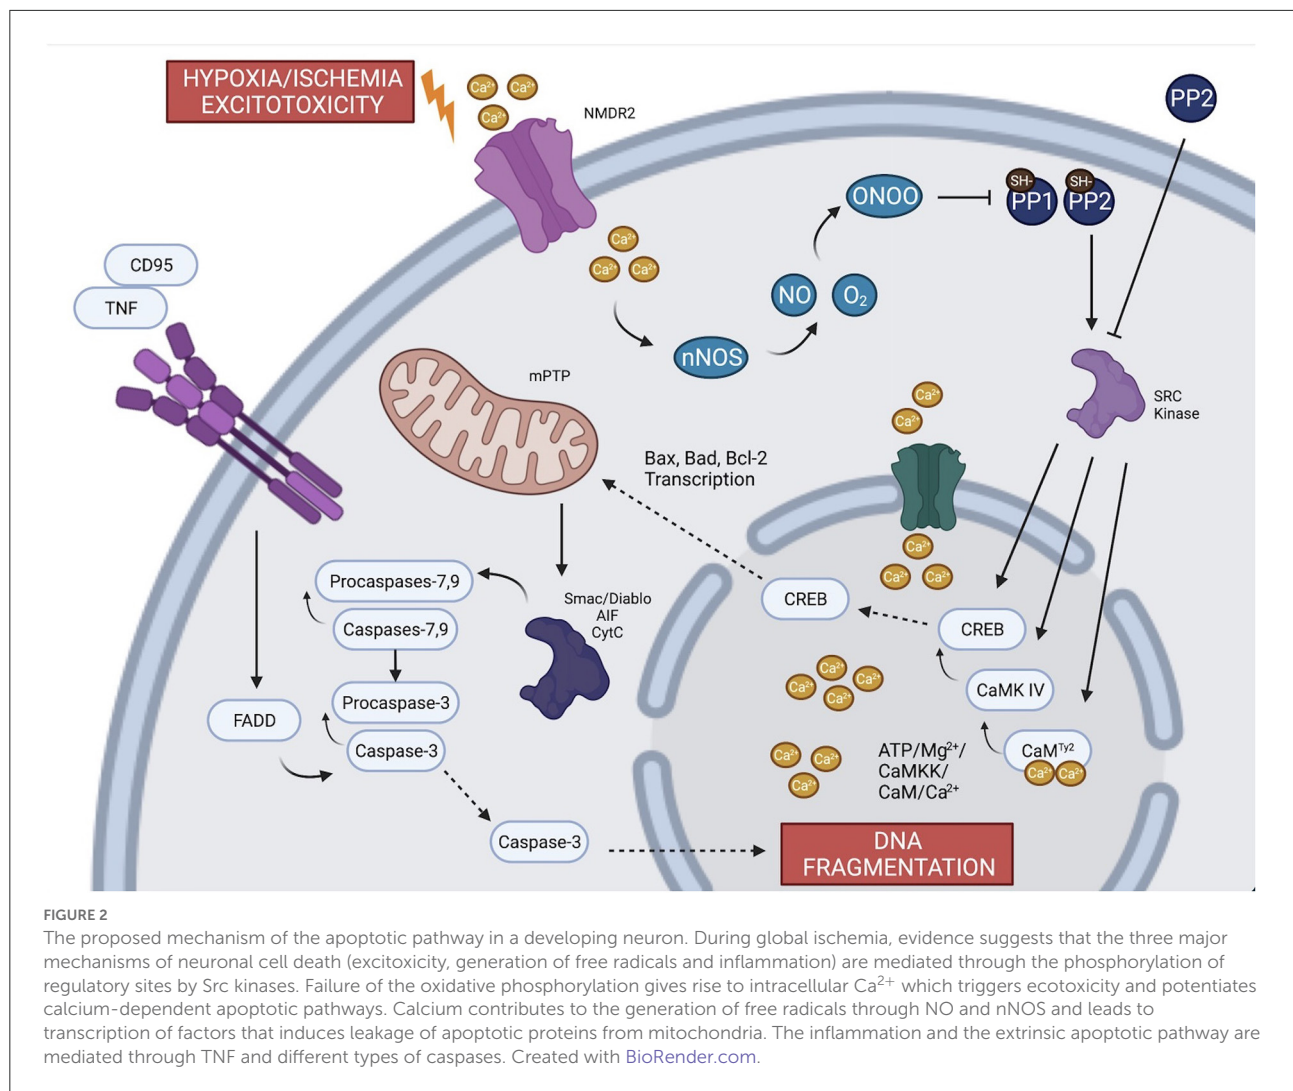 HYPOXIA/ISCHEMIA
EXCITOTOXICITY
Ca²⁺
Ca²⁺
Ca²⁺
NMDR2
PP2
ONOO
SH-
PP1
SH-
PP2
Ca²⁺
Ca²⁺
Ca²⁺
CD95
TNF
NO
O₂
nNOS
mPTP
SRC
Kinase
Ca²⁺
Ca²⁺
Bax, Bad, Bcl-2
Transcription
Ca²⁺
Ca²⁺
Ca²⁺
Procaspases-7,9
Caspases-7,9
Smac/Diablo
AIF
CytC
CREB
CREB
Procaspase-3
FADD
Caspase-3
Ca²⁺
Ca²⁺
Ca²⁺
Ca²⁺
CaMK IV
Ca²⁺
Ca²⁺
Ca²⁺
ATP/Mg²⁺/
CaMKK/
CaM/Ca²⁺
CaMᵀʸ²
Ca²⁺
Ca²⁺
Caspase-3
DNA
FRAGMENTATION
FIGURE 2
The proposed mechanism of the apoptotic pathway in a developing neuron. During global ischemia, evidence suggests that the three major
mechanisms of neuronal cell death (excitoxicity, generation of free radicals and inflammation) are mediated through the phosphorylation of
regulatory sites by Src kinases. Failure of the oxidative phosphorylation gives rise to intracellular Ca²⁺ which triggers ecotoxicity and potentiates
calcium-dependent apoptotic pathways. Calcium contributes to the generation of free radicals through NO and nNOS and leads to
transcription of factors that induces leakage of apoptotic proteins from mitochondria. The inflammation and the extrinsic apoptotic pathway are
mediated through TNF and different types of caspases. Created with BioRender.com.